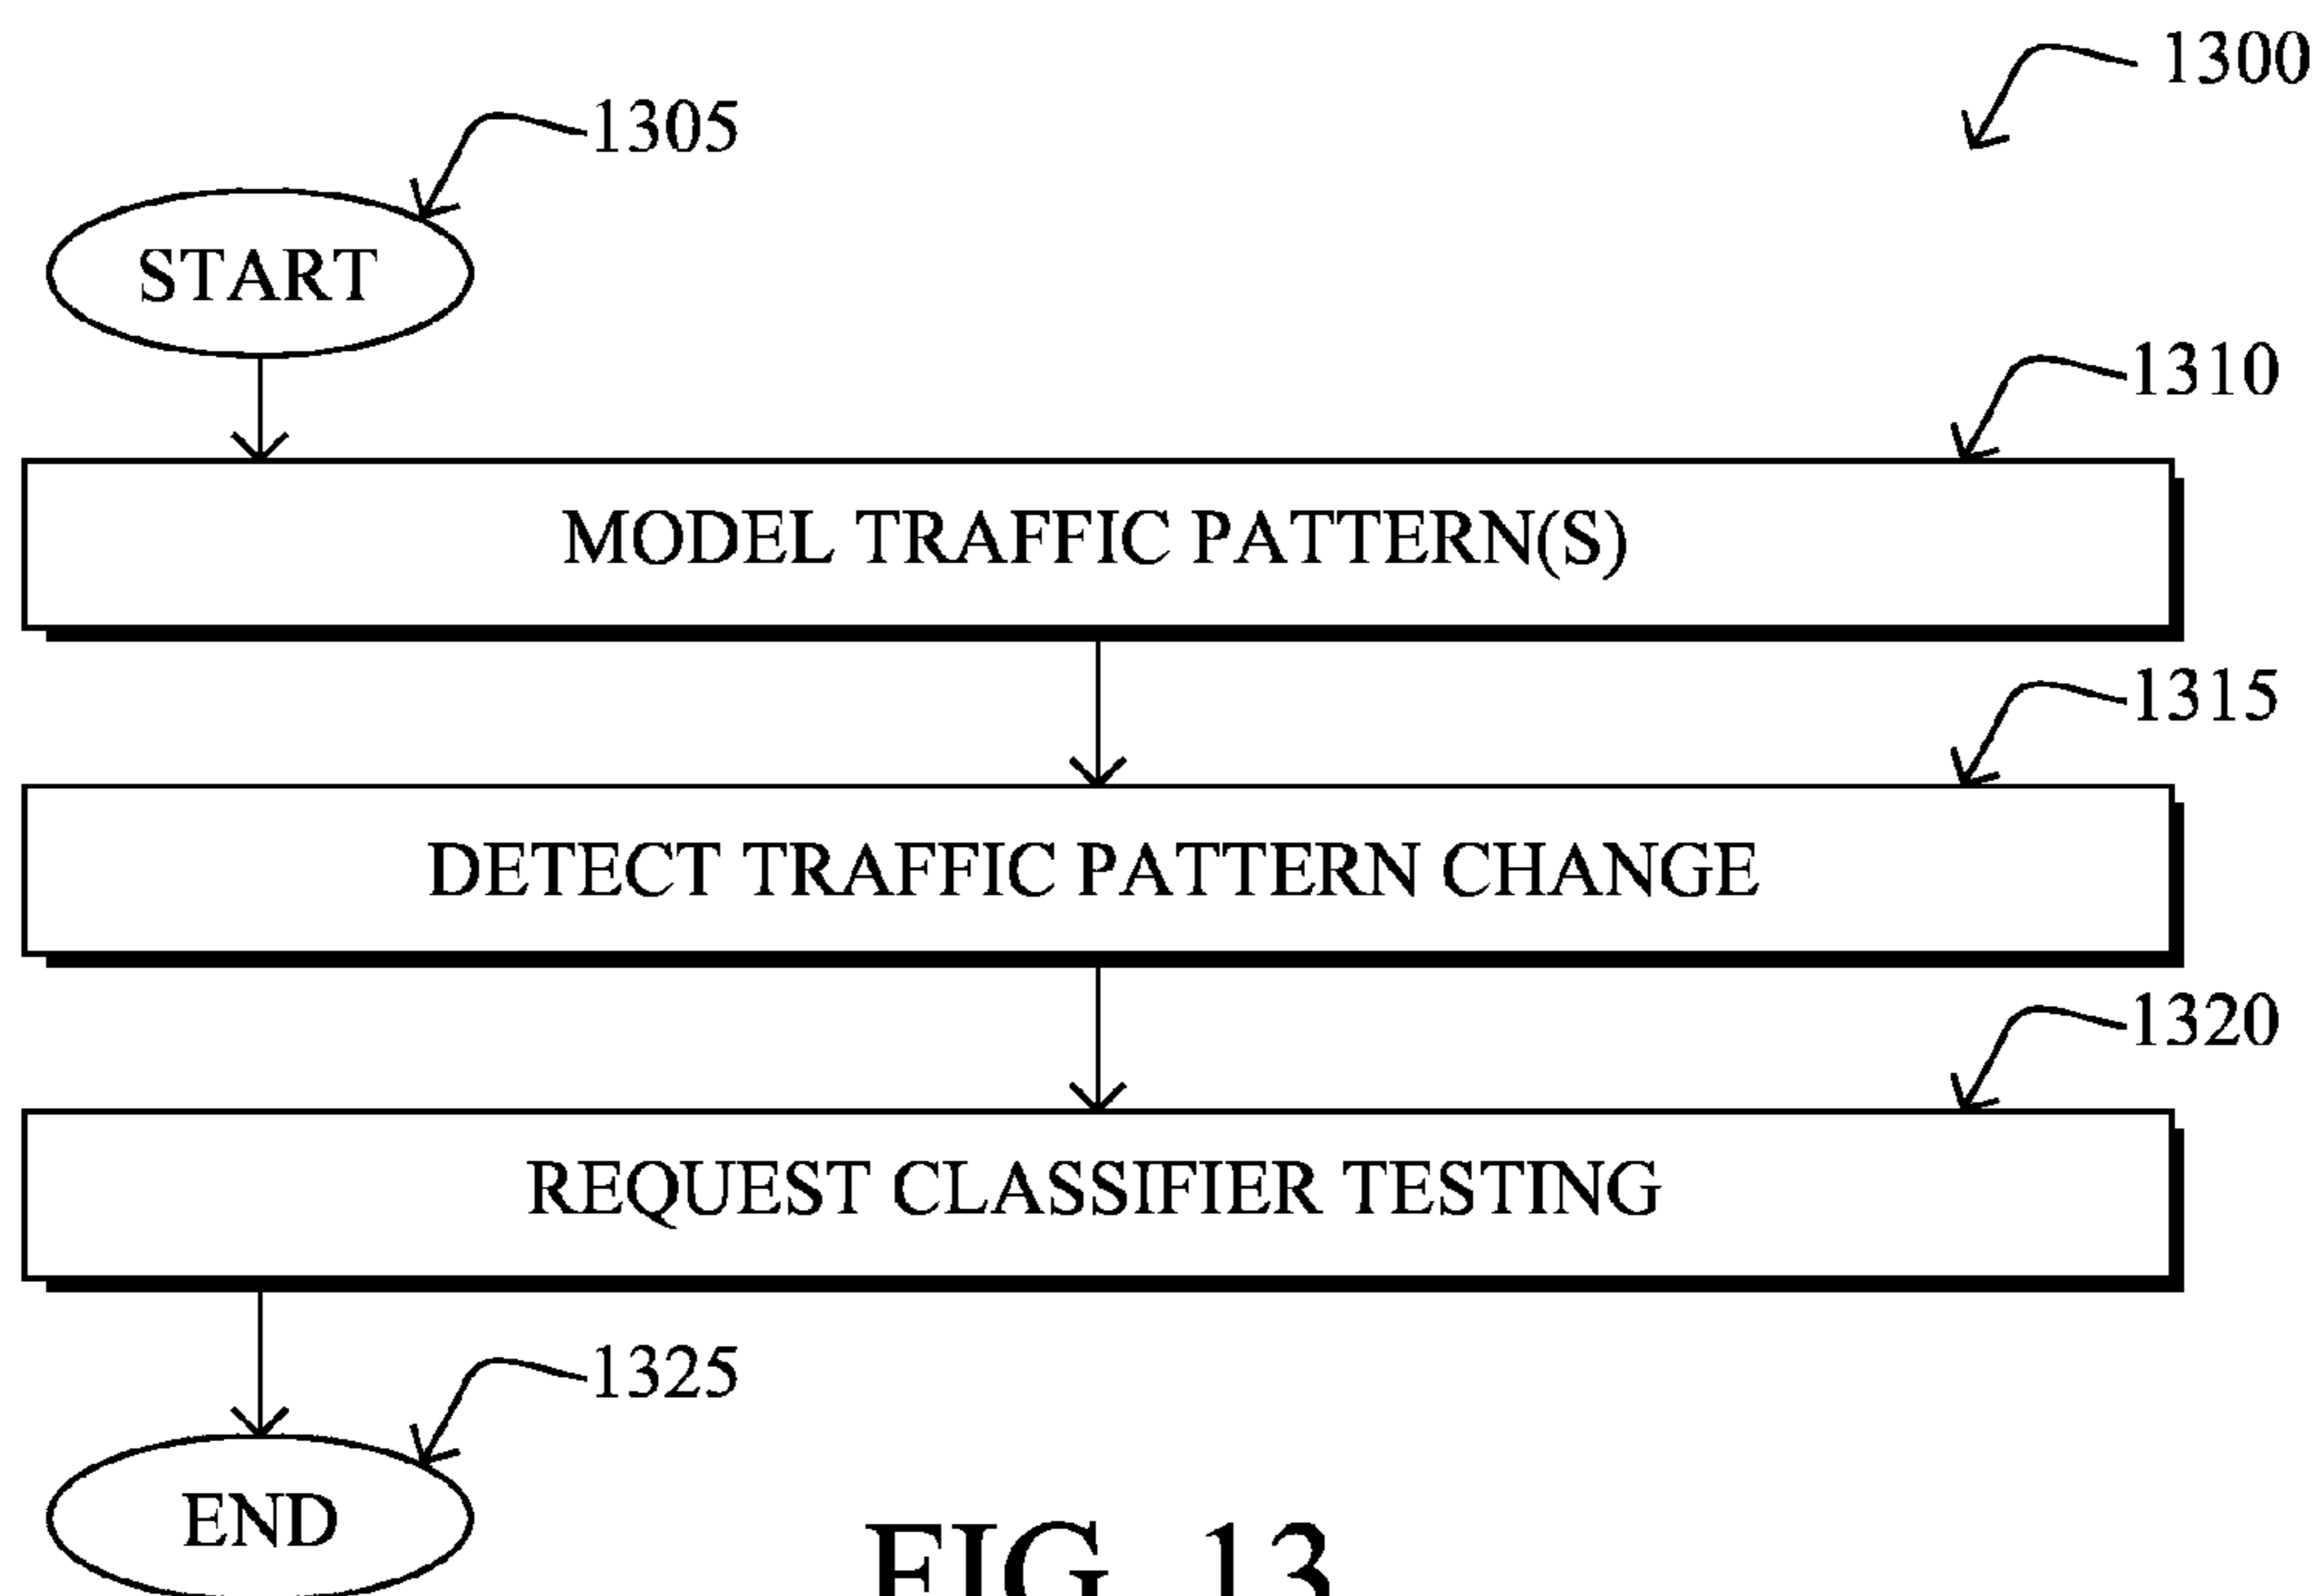 1300
1305
START
1310
MODEL TRAFFIC PATTERN(S)
1315
DETECT TRAFFIC PATTERN CHANGE
1320
REQUEST CLASSIFIER TESTING
1325
END
FIG. 13